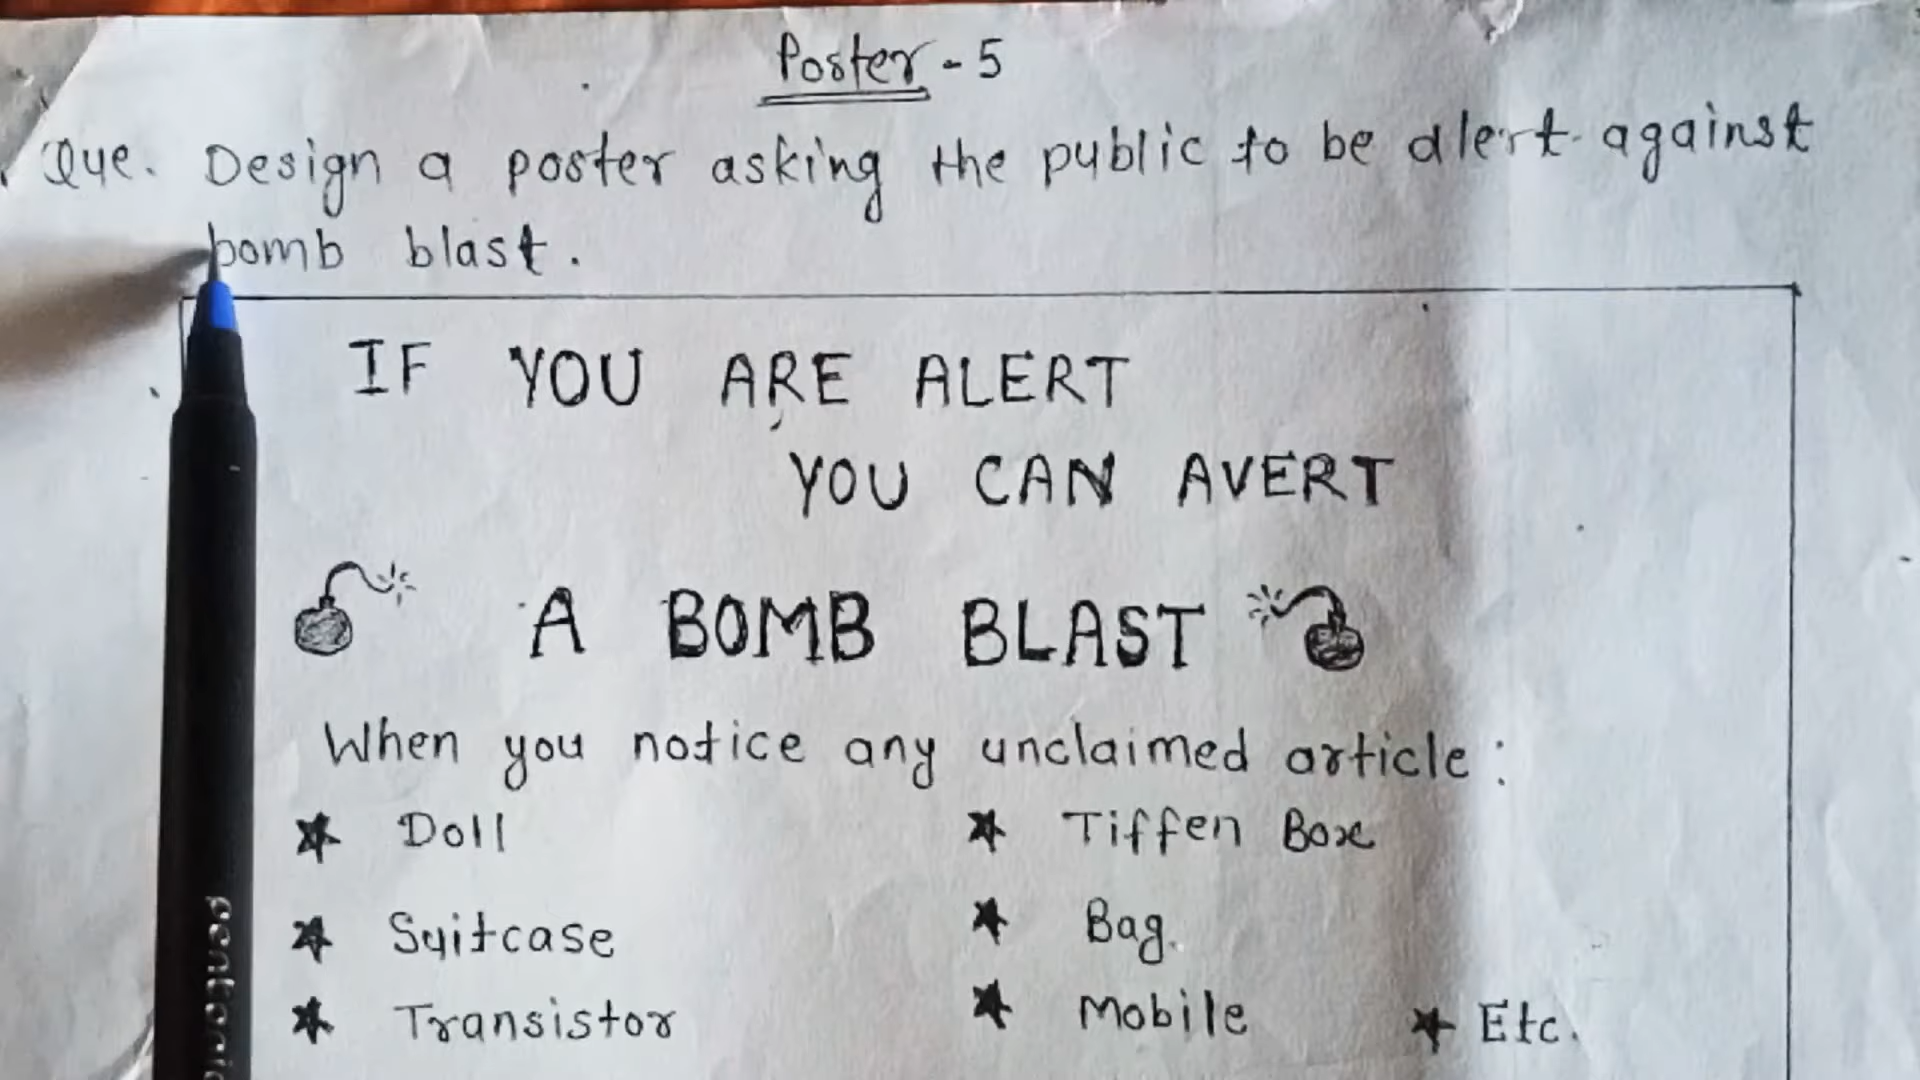 Poster - 5
Que. Design a poster asking the public to be alert against
bomb blast.
IF YOU ARE ALERT
YOU CAN AVERT
A BOMB BLAST
When you notice any unclaimed article :
★ Doll ★ Tiffen Box
★ Suitcase ★ Bag.
★ Transistor ★ Mobile ★ Etc.